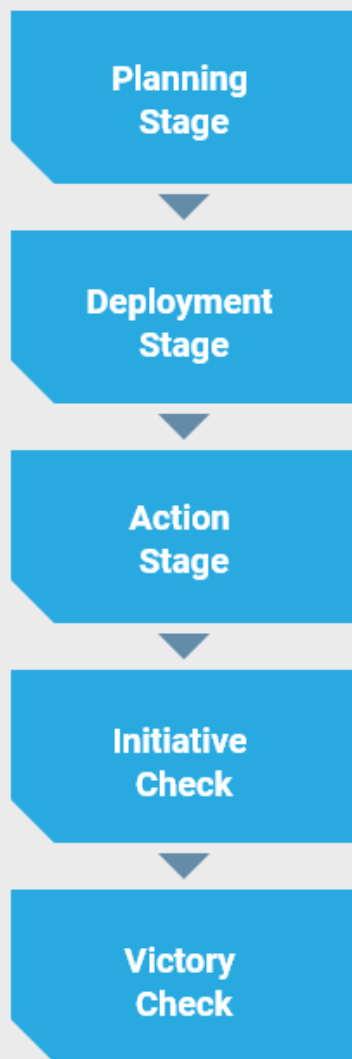 Planning
Stage
Deployment
Stage
Action
Stage
Initiative
Check
Victory
Check